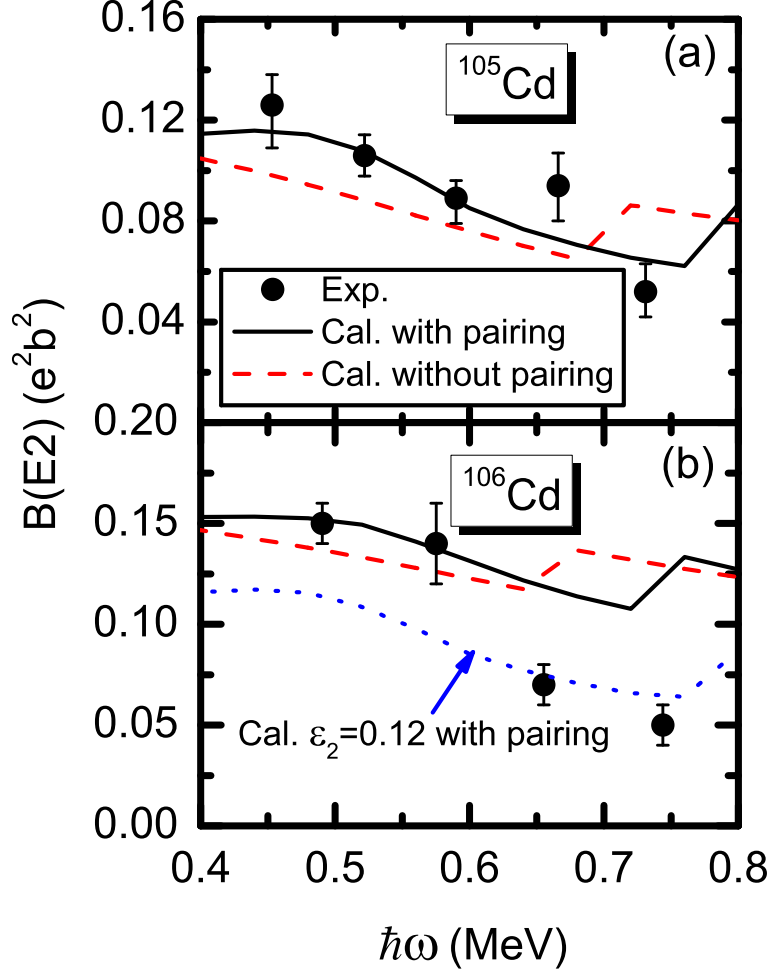 0.16
(a)
¹⁰⁵Cd
0.12
0.08
0.04
Exp.
Cal. with pairing
Cal. without pairing
B(E2) (e²b²)
0.20
(b)
¹⁰⁶Cd
0.15
0.10
0.05
Cal. ε₂=0.12 with pairing
0.00
0.4 0.5 0.6 0.7 0.8
ℏω (MeV)